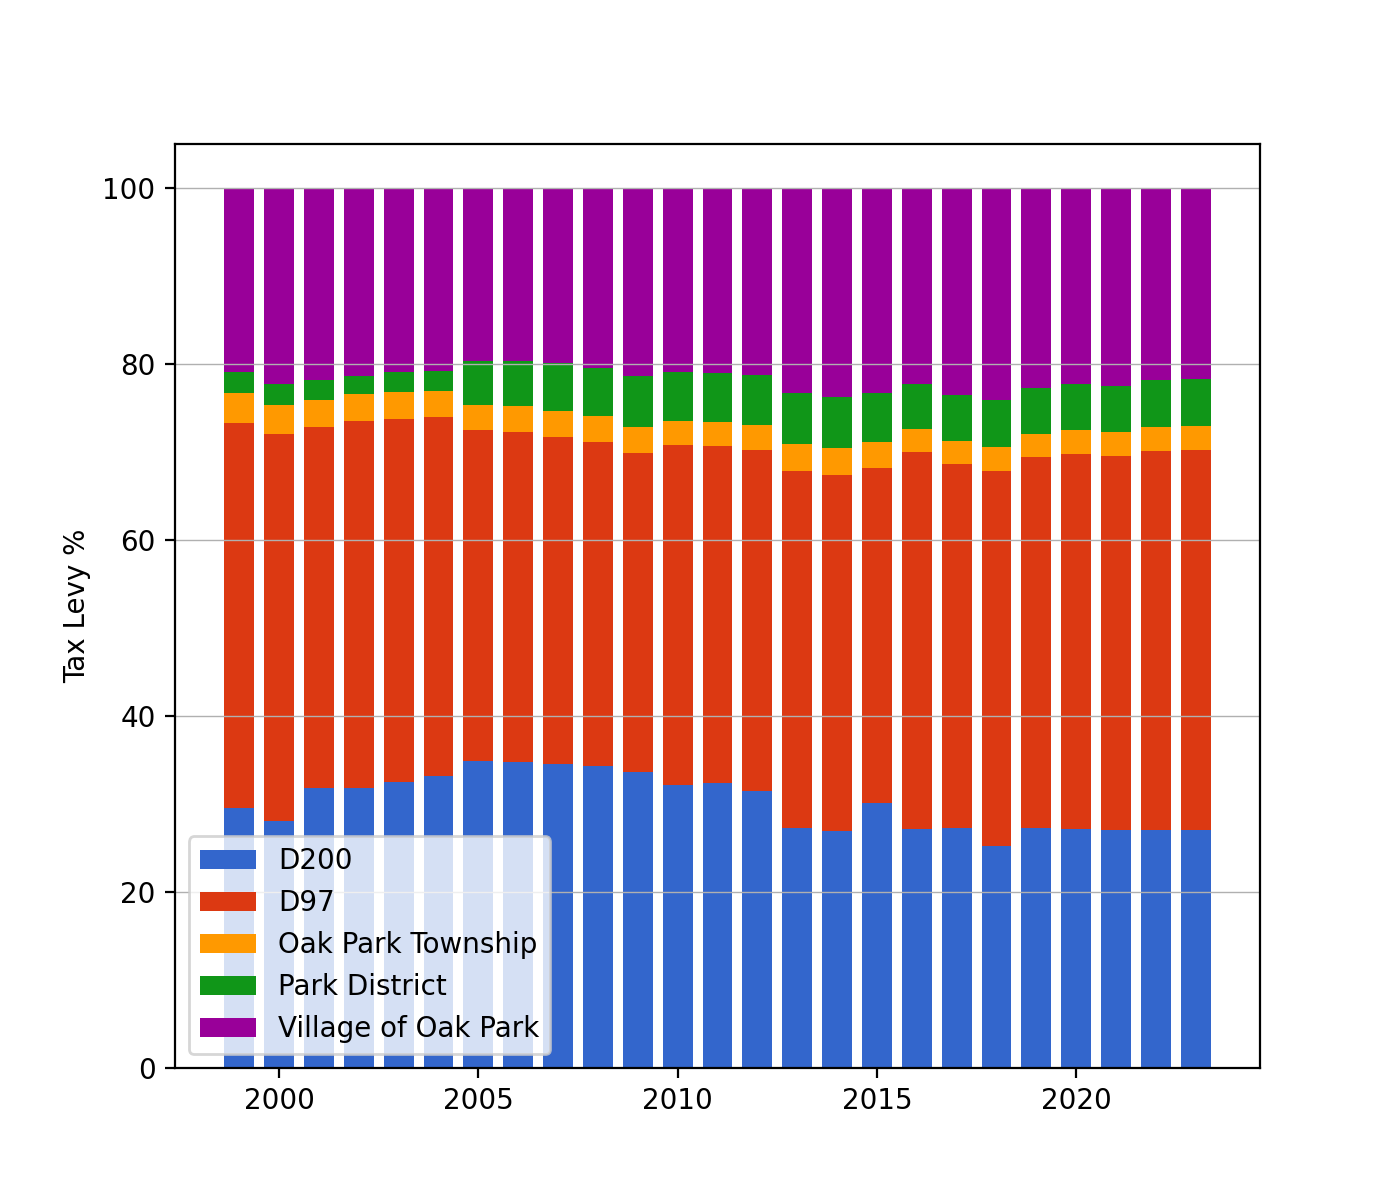 Tax Levy %
100
80
60
40
20
0
D200
D97
Oak Park Township
Park District
Village of Oak Park
2000 2005 2010 2015 2020